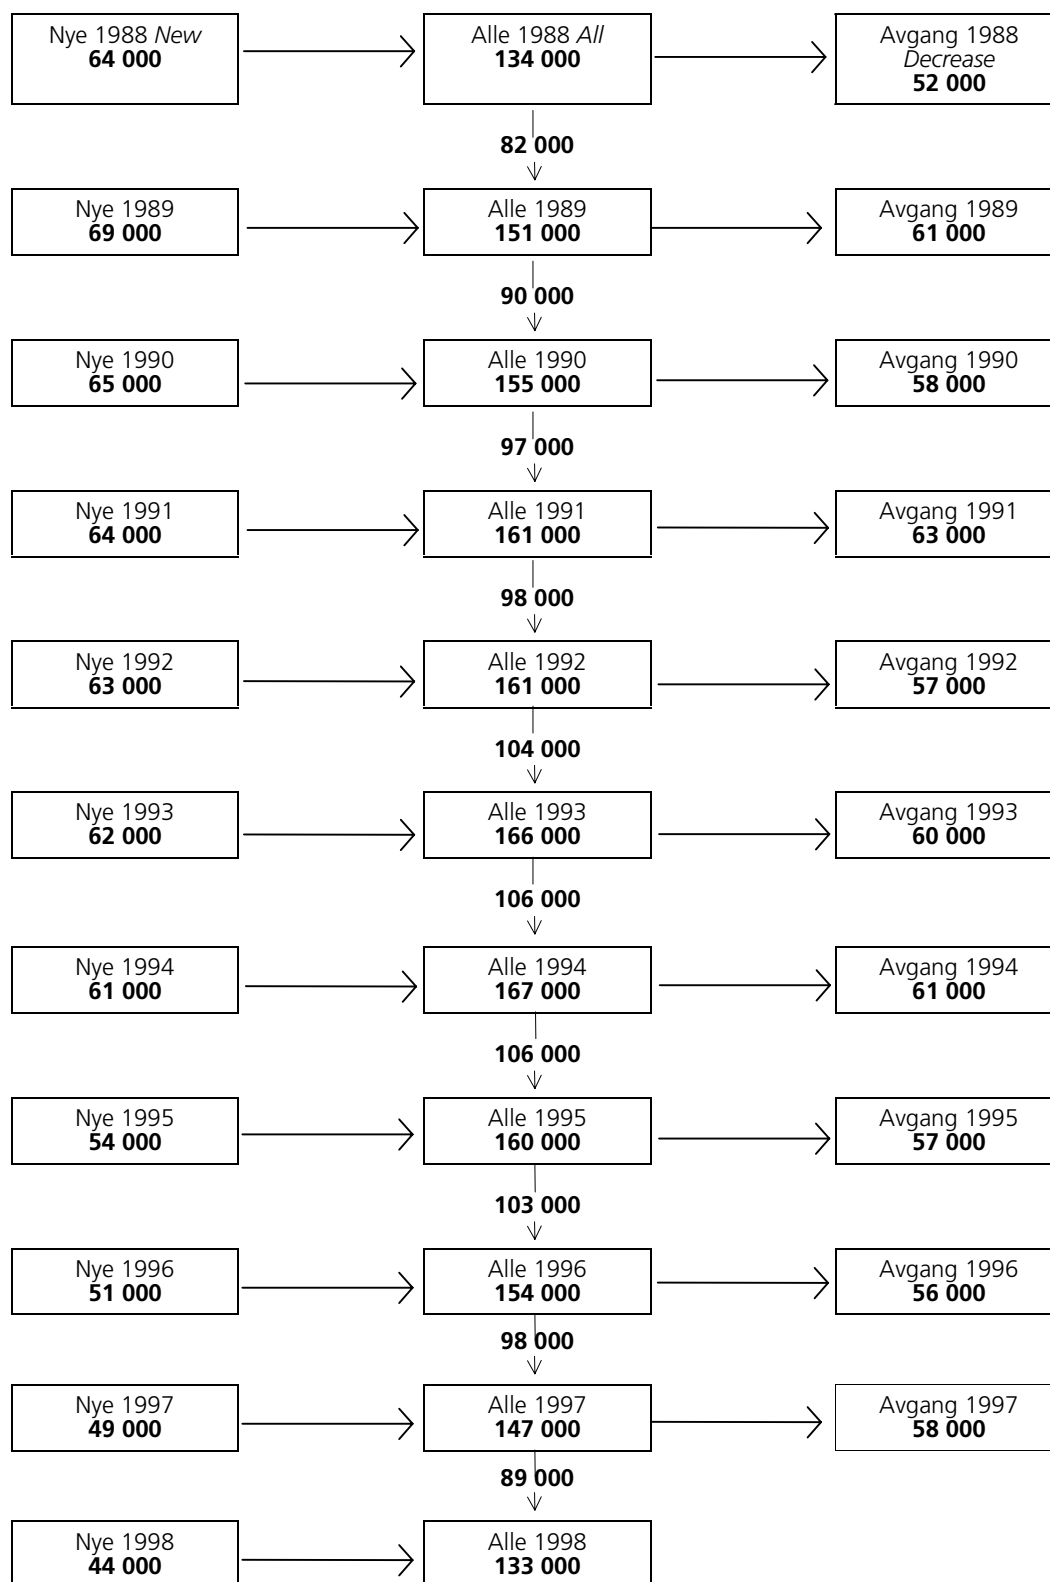 Nye 1988 New
64 000
Alle 1988 All
134 000
Avgang 1988
Decrease
52 000
82 000
Nye 1989
69 000
Alle 1989
151 000
Avgang 1989
61 000
90 000
Nye 1990
65 000
Alle 1990
155 000
Avgang 1990
58 000
97 000
Nye 1991
64 000
Alle 1991
161 000
Avgang 1991
63 000
98 000
Nye 1992
63 000
Alle 1992
161 000
Avgang 1992
57 000
104 000
Nye 1993
62 000
Alle 1993
166 000
Avgang 1993
60 000
106 000
Nye 1994
61 000
Alle 1994
167 000
Avgang 1994
61 000
106 000
Nye 1995
54 000
Alle 1995
160 000
Avgang 1995
57 000
103 000
Nye 1996
51 000
Alle 1996
154 000
Avgang 1996
56 000
98 000
Nye 1997
49 000
Alle 1997
147 000
Avgang 1997
58 000
89 000
Nye 1998
44 000
Alle 1998
133 000